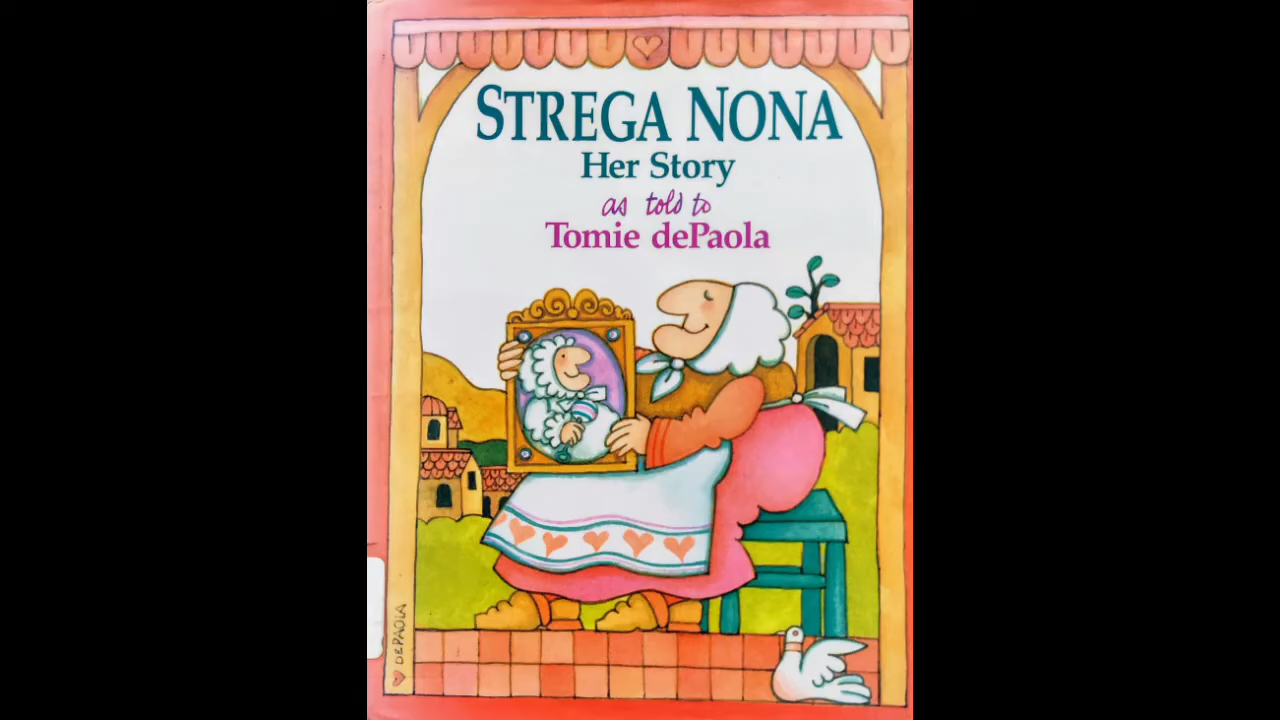 STREGA NONA
Her Story
as told to
Tomie dePaola
DePAOLA